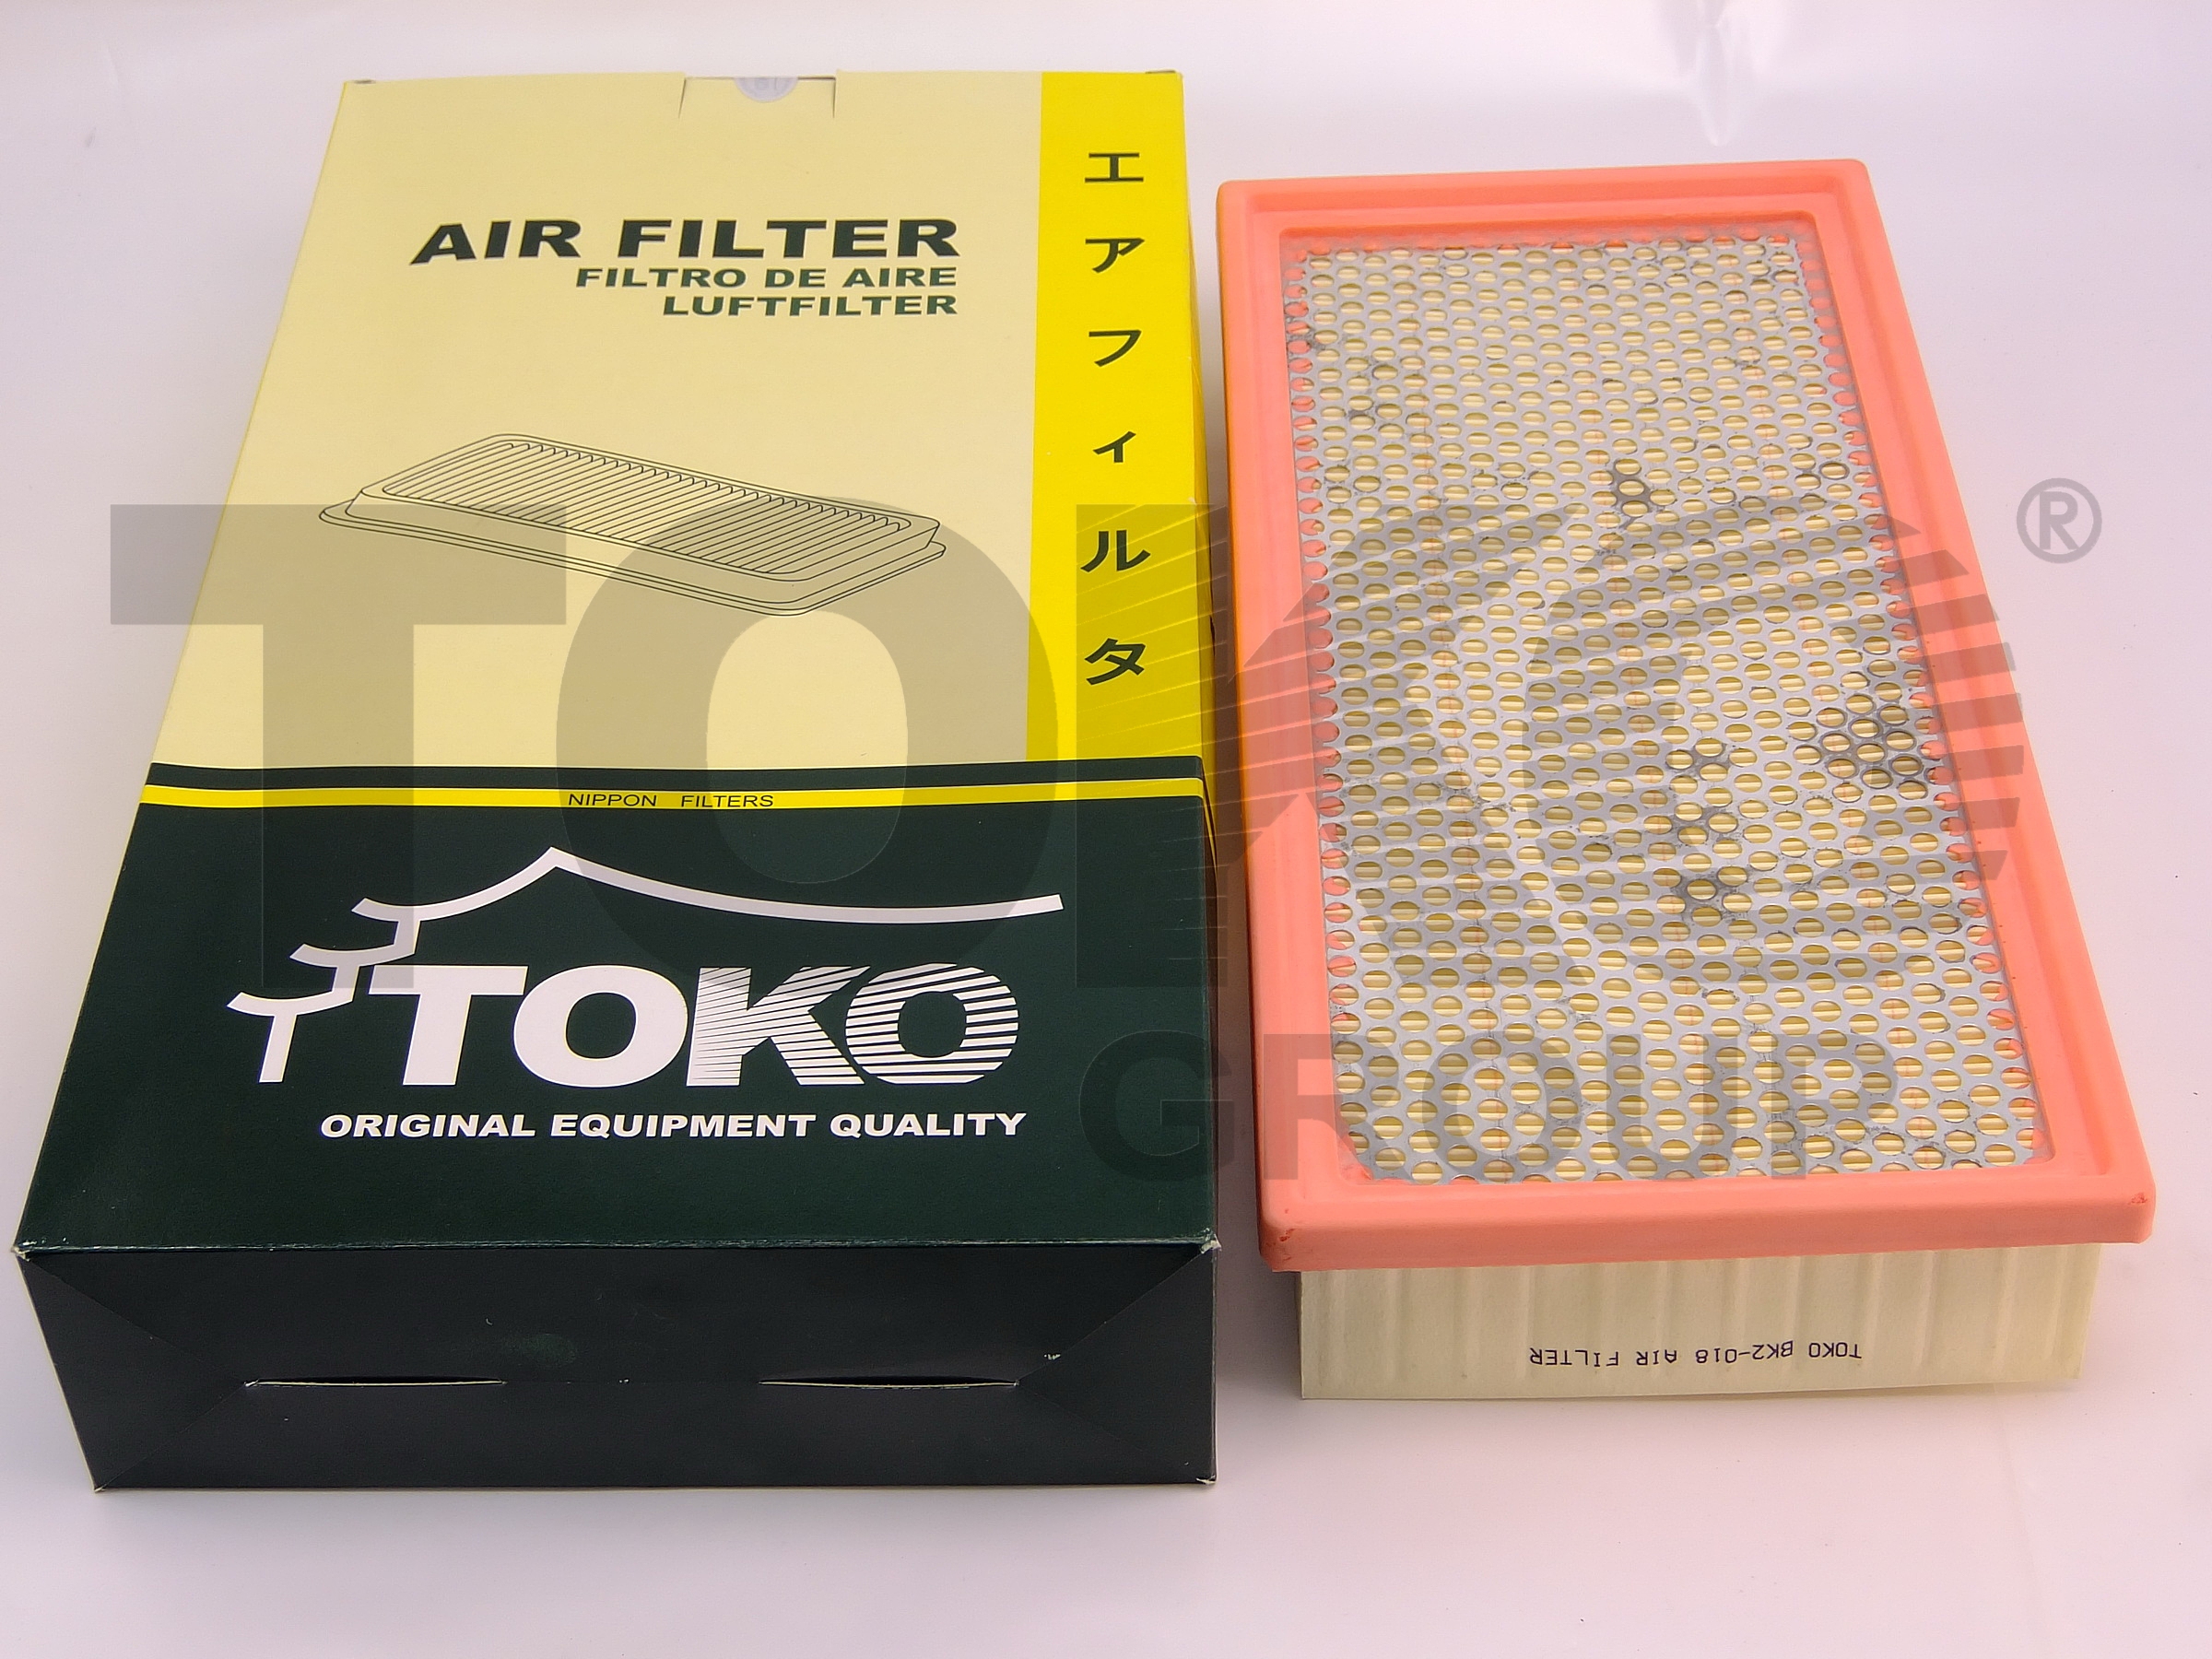 AIR FILTER
FILTRO DE AIRE
LUFTFILTER
エアフィルタ
NIPPON FILTERS
TOKO
ORIGINAL EQUIPMENT QUALITY
TOKO BK2-018 AIR FILTER
TOKO ®
GROUP